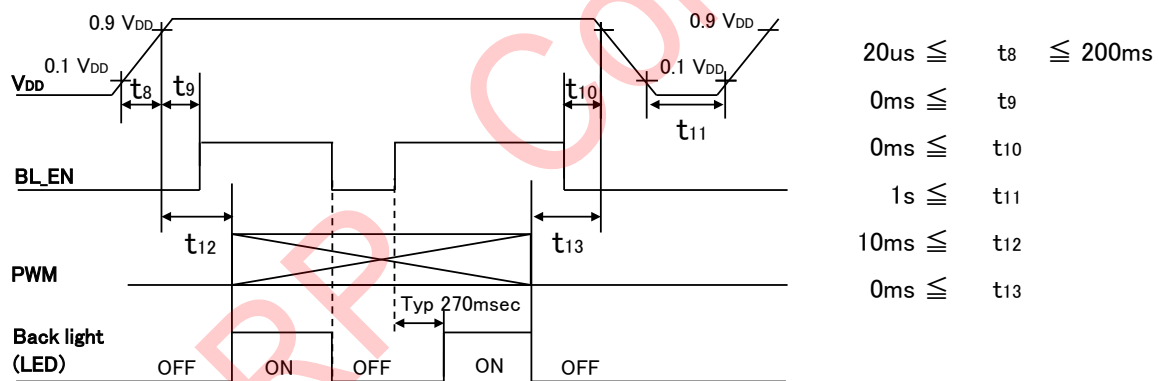 0.9 VDD 0.9 VDD
0.1 VDD 0.1 VDD
VDD
t8 t9 t10
t11
BL_EN
t12 t13
PWM
Typ 270msec
Back light
(LED)
OFF ON OFF ON OFF
20us ≦ t8 ≦ 200ms
0ms ≦ t9
0ms ≦ t10
1s ≦ t11
10ms ≦ t12
0ms ≦ t13